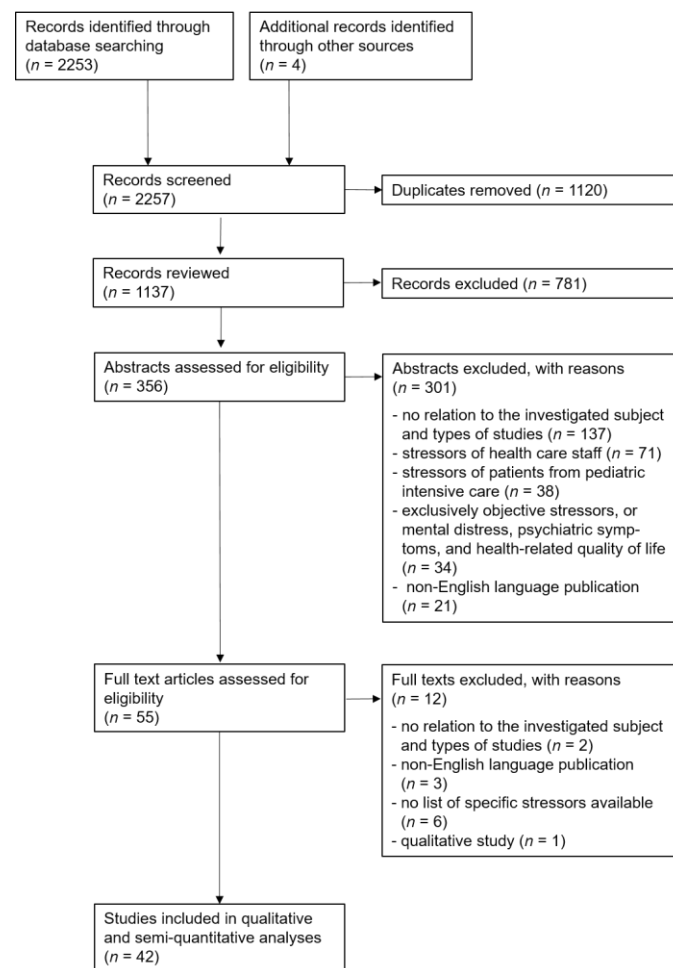 Records identified through
database searching
(n = 2253)
Additional records identified
through other sources
(n = 4)
Records screened
(n = 2257)
Duplicates removed (n = 1120)
Records reviewed
(n = 1137)
Records excluded (n = 781)
Abstracts assessed for eligibility
(n = 356)
Abstracts excluded, with reasons
(n = 301)
- no relation to the investigated subject
and types of studies (n = 137)
- stressors of health care staff (n = 71)
- stressors of patients from pediatric
intensive care (n = 38)
- exclusively objective stressors, or
mental distress, psychiatric symp-
toms, and health-related quality of life
(n = 34)
- non-English language publication
(n = 21)
Full text articles assessed for
eligibility
(n = 55)
Full texts excluded, with reasons
(n = 12)
- no relation to the investigated subject
and types of studies (n = 2)
- non-English language publication
(n = 3)
- no list of specific stressors available
(n = 6)
- qualitative study (n = 1)
Studies included in qualitative
and semi-quantitative analyses
(n = 42)